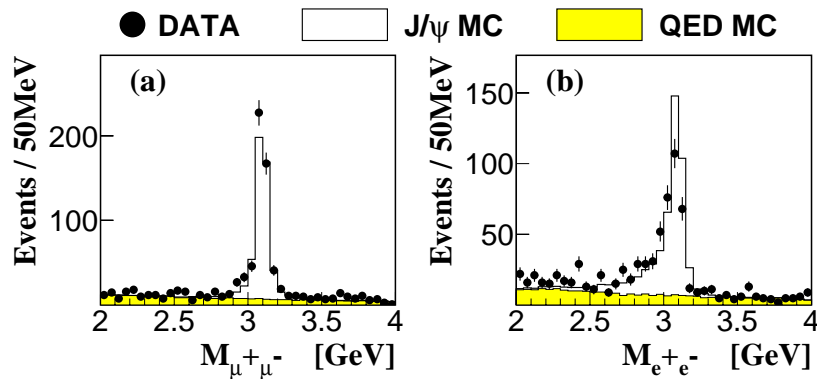 DATA J/ψ MC QED MC
(a) (b)
Events / 50MeV
200
100
2 2.5 3 3.5 4
Mμ+μ- [GeV]
Events / 50MeV
150
100
50
2 2.5 3 3.5 4
Me+e- [GeV]